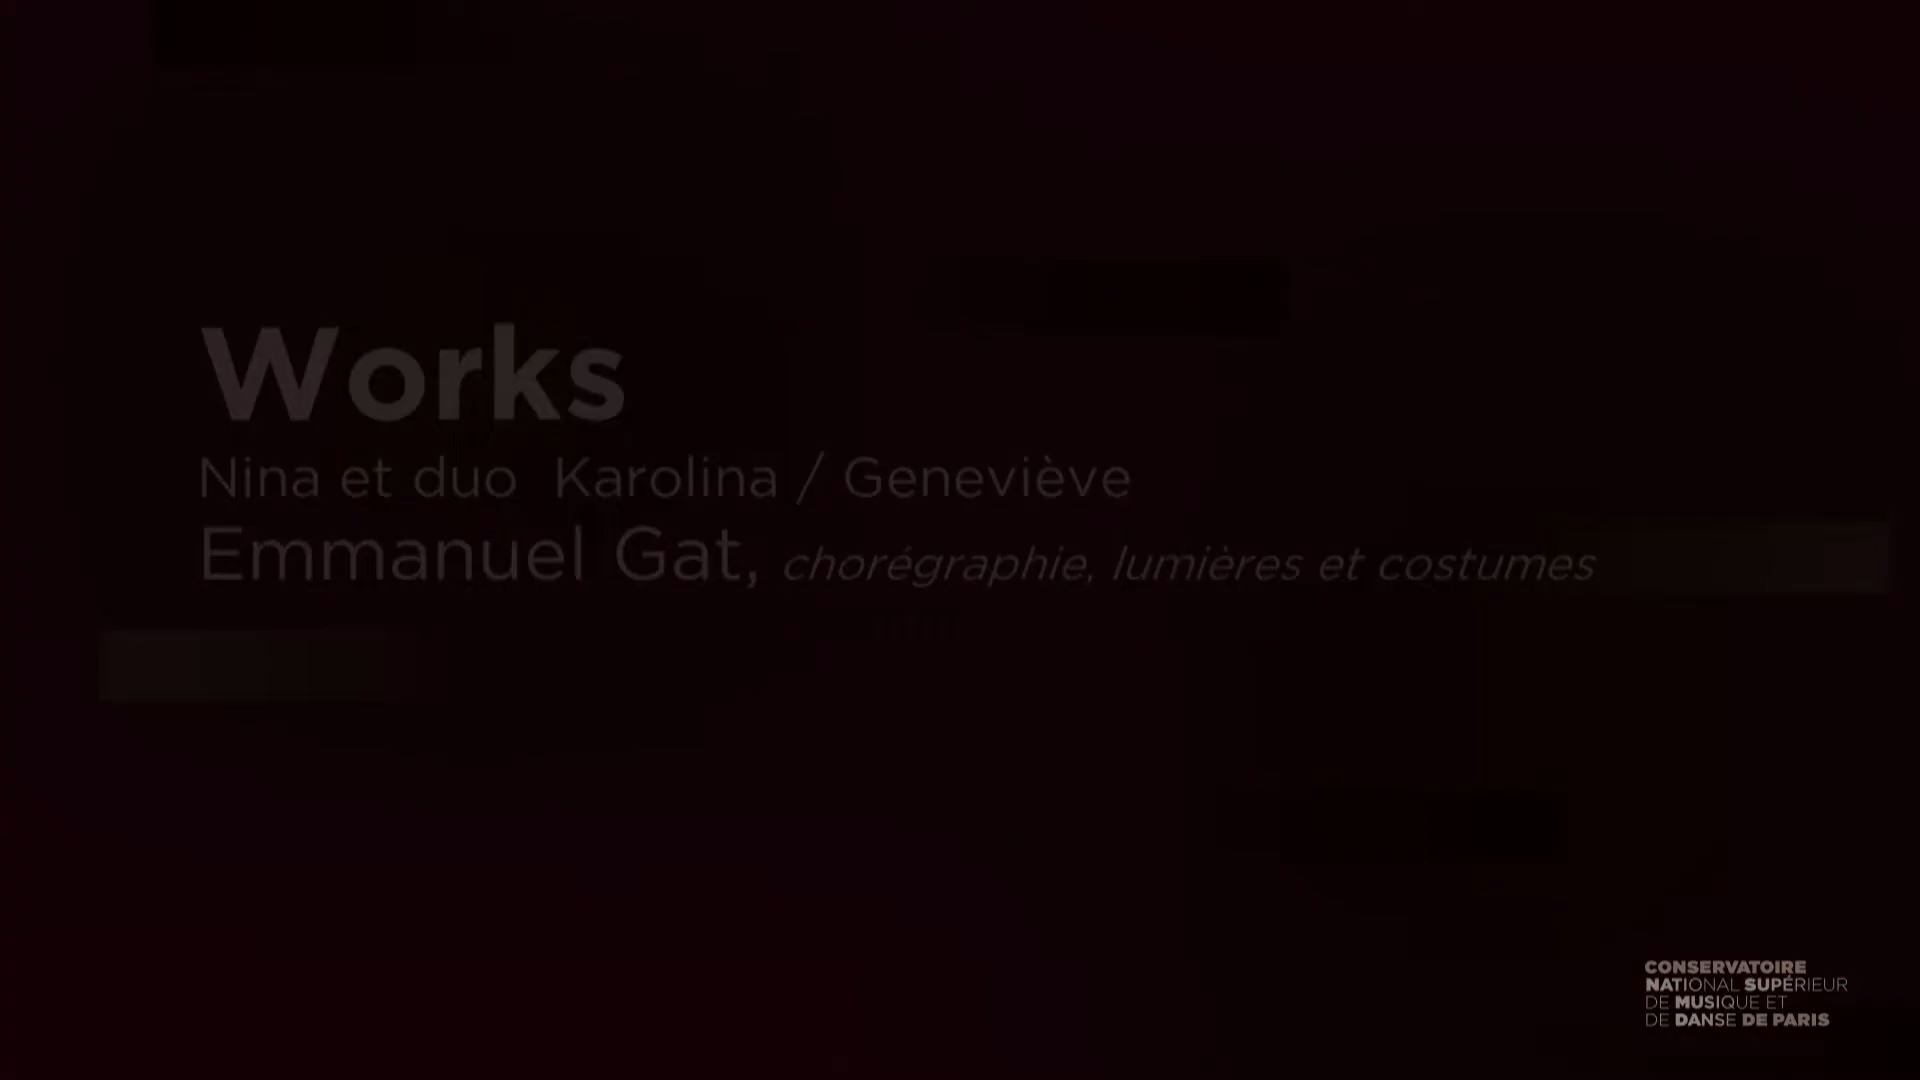 Works
Nina et duo Karolina / Geneviève
Emmanuel Gat, chorégraphie, lumières et costumes
CONSERVATOIRE
NATIONAL SUPÉRIEUR
DE MUSIQUE ET
DE DANSE DE PARIS